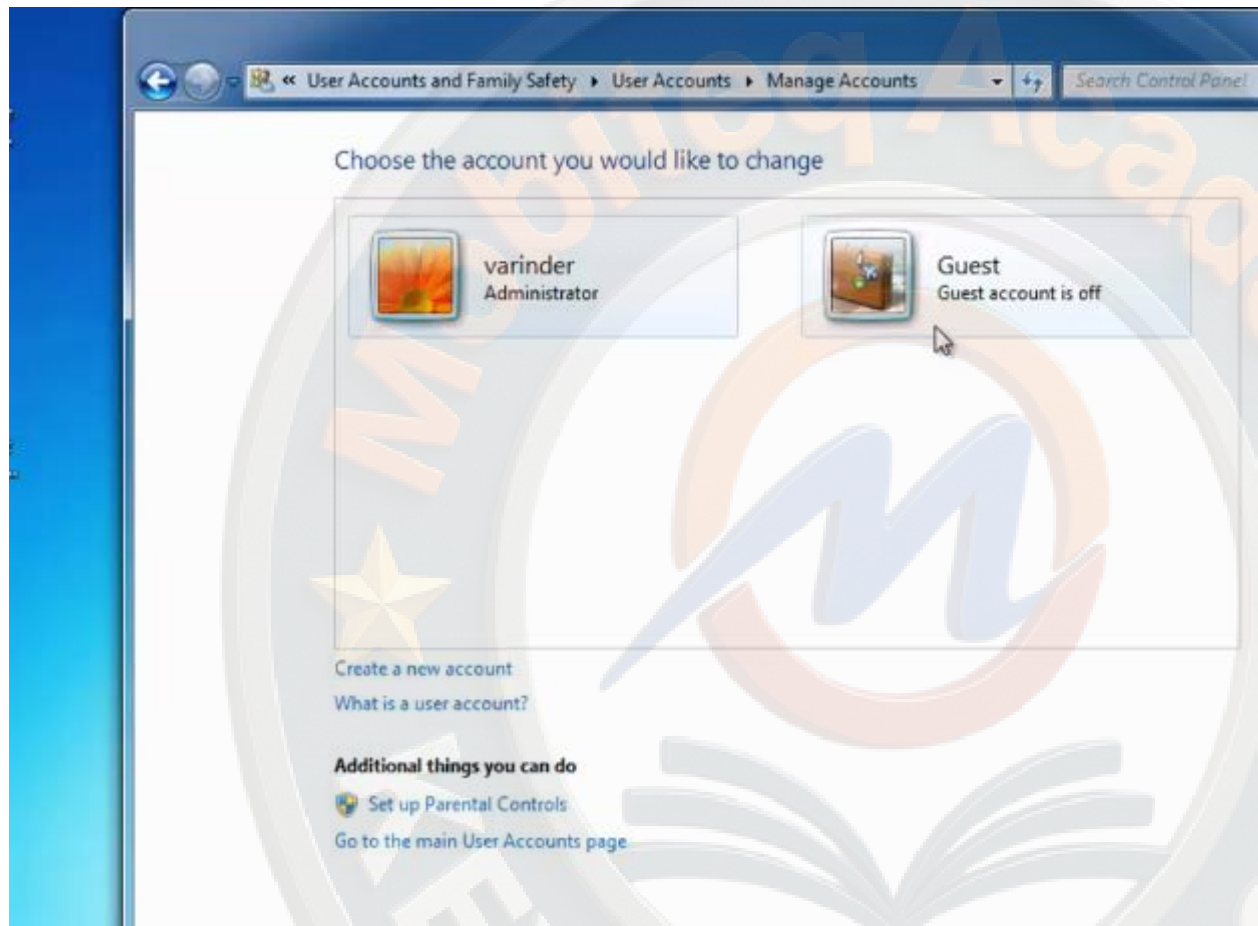 « User Accounts and Family Safety ▸ User Accounts ▸ Manage Accounts
Search Control Panel
Choose the account you would like to change
varinder
Administrator
Guest
Guest account is off
Create a new account
What is a user account?
Additional things you can do
Set up Parental Controls
Go to the main User Accounts page